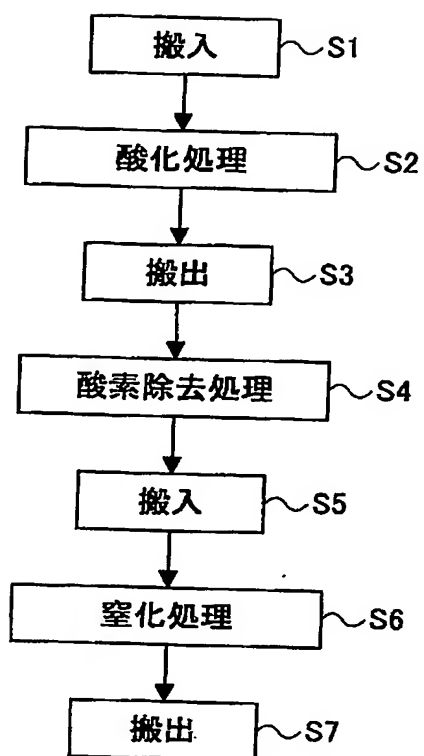 搬入 S1
酸化処理 S2
搬出 S3
酸素除去処理 S4
搬入 S5
窒化処理 S6
搬出 S7